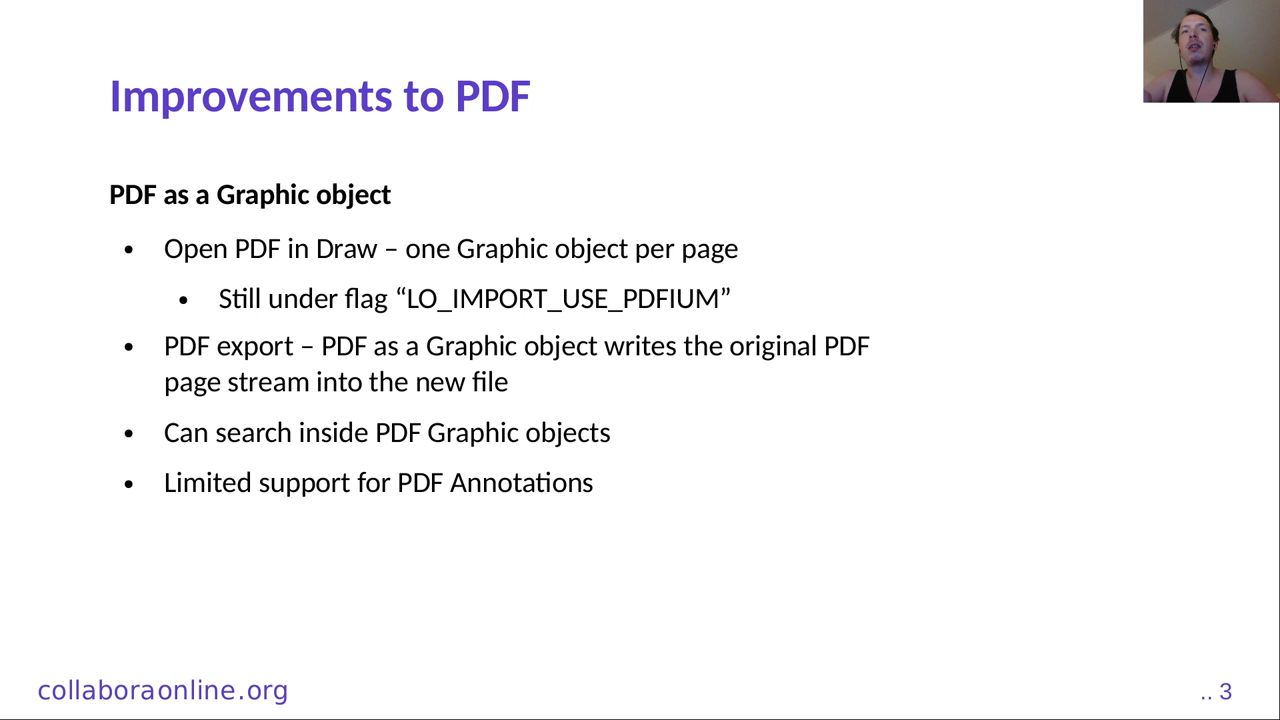 Improvements to PDF
PDF as a Graphic object
• Open PDF in Draw – one Graphic object per page
• Still under flag “LO_IMPORT_USE_PDFIUM”
• PDF export – PDF as a Graphic object writes the original PDF
page stream into the new file
• Can search inside PDF Graphic objects
• Limited support for PDF Annotations
collaboraonline.org
.. 3